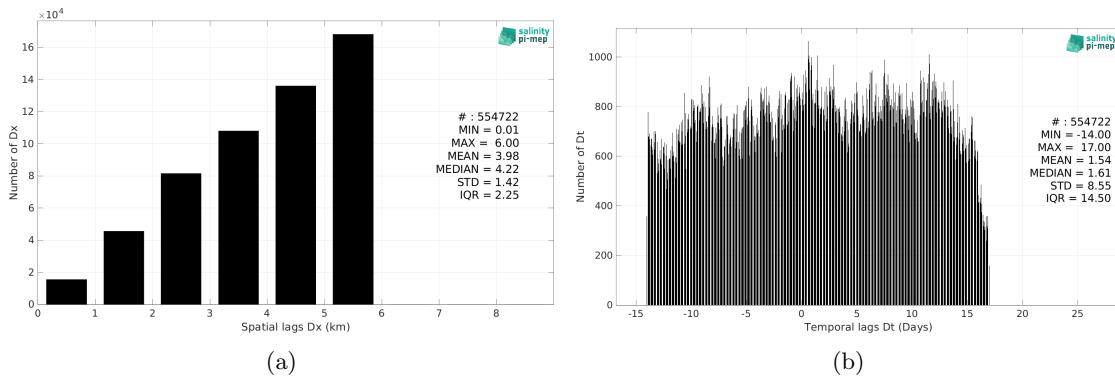 ×10⁴
16
14
12
10
8
6
4
2
0
Number of Dx
0 1 2 3 4 5 6 7 8
Spatial lags Dx (km)
salinity
pi-mep
# : 554722
MIN = 0.01
MAX = 6.00
MEAN = 3.98
MEDIAN = 4.22
STD = 1.42
IQR = 2.25
(a)
1000
800
600
400
200
0
Number of Dt
-15 -10 -5 0 5 10 15 20 25
Temporal lags Dt (Days)
salinity
pi-mep
# : 554722
MIN = -14.00
MAX = 17.00
MEAN = 1.54
MEDIAN = 1.61
STD = 8.55
IQR = 14.50
(b)